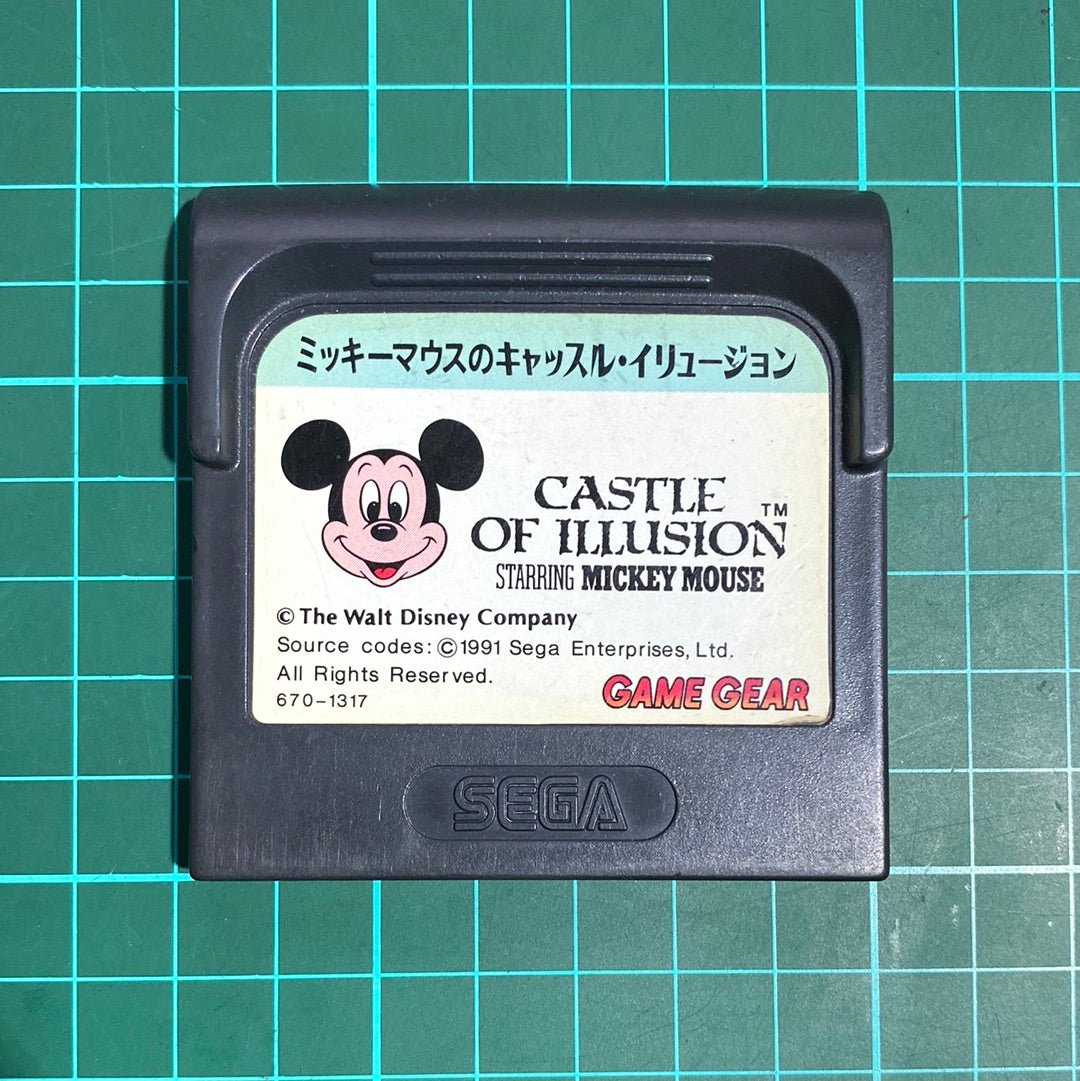 ミッキーマウスのキャッスル・イリュージョン
CASTLE
OF ILLUSION™
STARRING MICKEY MOUSE
© The Walt Disney Company
Source codes: ©1991 Sega Enterprises, Ltd.
All Rights Reserved.
670-1317
GAME GEAR
SEGA